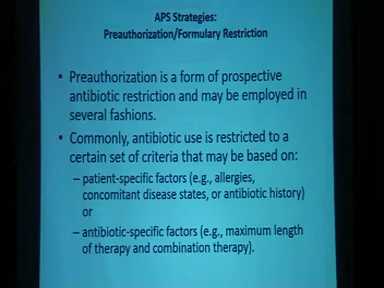 APS Strategies:
Preauthorization/Formulary Restriction
• Preauthorization is a form of prospective
antibiotic restriction and may be employed in
several fashions.
• Commonly, antibiotic use is restricted to a
certain set of criteria that may be based on:
– patient-specific factors (e.g., allergies,
concomitant disease states, or antibiotic history)
or
– antibiotic-specific factors (e.g., maximum length
of therapy and combination therapy).